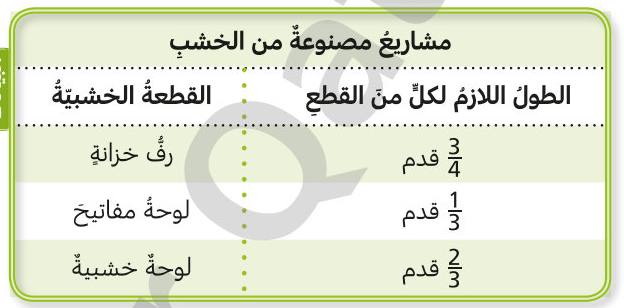 مشاريعُ مصنوعةٌ من الخشبِ
الطولُ اللازمُ لكلٍّ منَ القطعِ القطعةُ الخشبيّةُ
3/4 قدم رفُّ خزانةٍ
1/3 قدم لوحةُ مفاتيحَ
2/3 قدم لوحةٌ خشبيةٌ